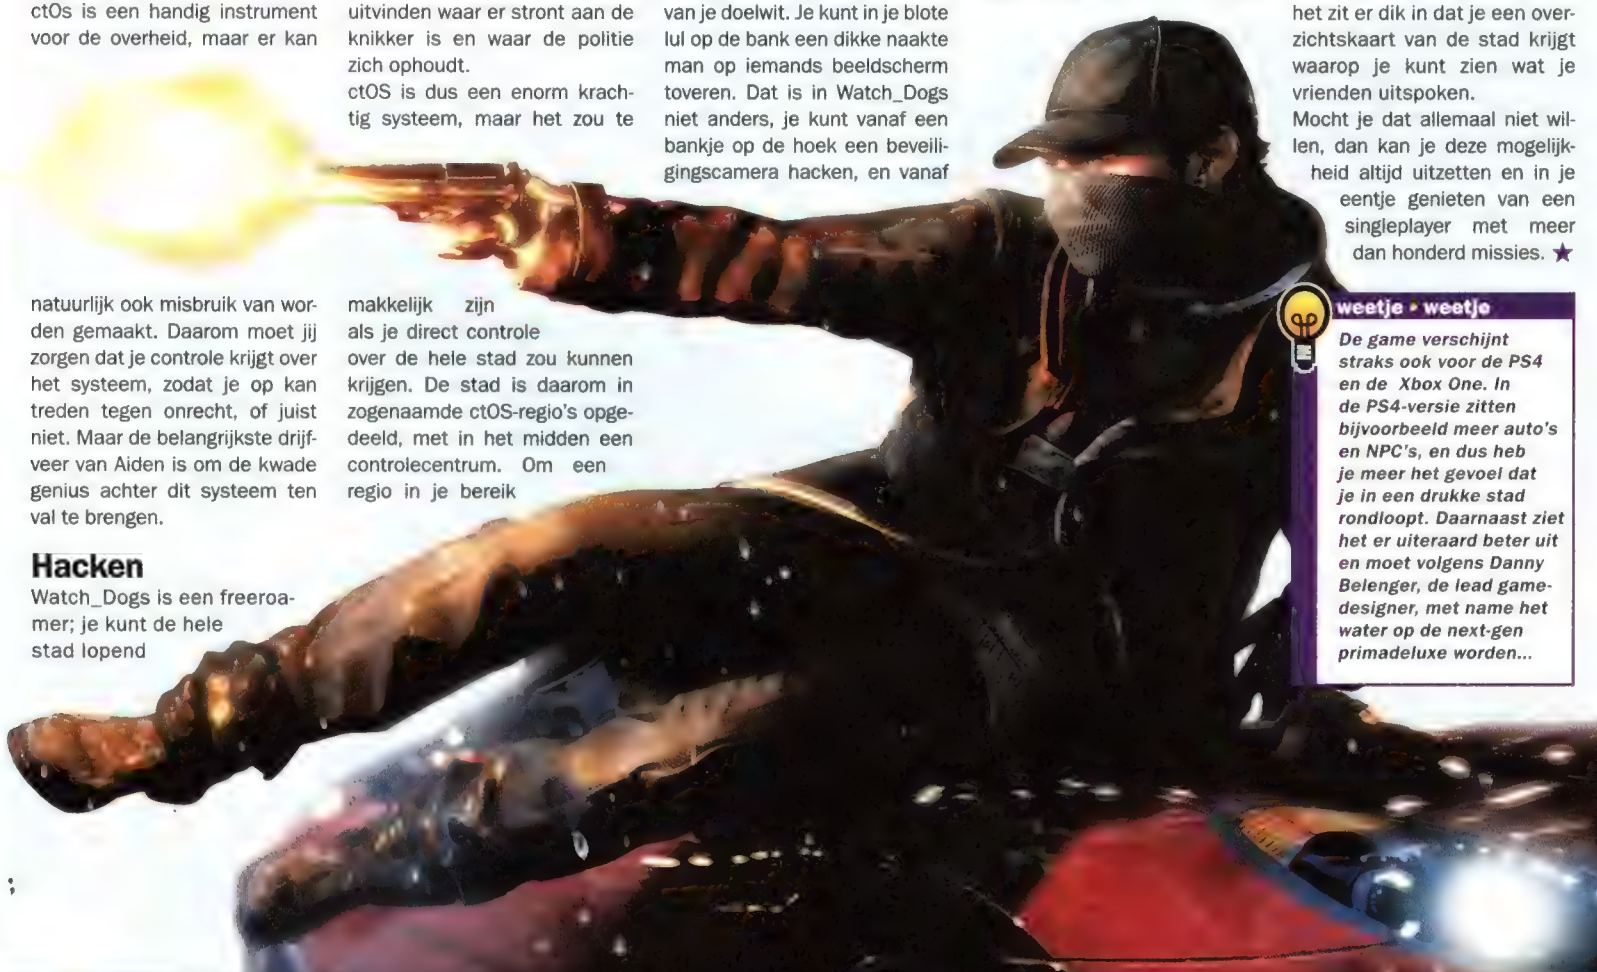 ctOs is een handig instrument
voor de overheid, maar er kan
natuurlijk ook misbruik van wor-
den gemaakt. Daarom moet jij
zorgen dat je controle krijgt over
het systeem, zodat je op kan
treden tegen onrecht, of juist
niet. Maar de belangrijkste drijf-
veer van Aiden is om de kwade
genius achter dit systeem ten
val te brengen.
Hacken
Watch_Dogs is een freeroa-
mer; je kunt de hele
stad lopend
uitvinden waar er stront aan de
knikker is en waar de politie
zich ophoudt.
ctOS is dus een enorm krach-
tig systeem, maar het zou te
makkelijk zijn
als je direct controle
over de hele stad zou kunnen
krijgen. De stad is daarom in
zogenaamde ctOS-regio's opge-
deeld, met in het midden een
controlecentrum. Om een
regio in je bereik
van je doelwit. Je kunt in je blote
lul op de bank een dikke naakte
man op iemands beeldscherm
toveren. Dat is in Watch_Dogs
niet anders, je kunt vanaf een
bankje op de hoek een beveili-
gingscamera hacken, en vanaf
het zit er dik in dat je een over-
zichtskaart van de stad krijgt
waarop je kunt zien wat je
vrienden uitspoken.
Mocht je dat allemaal niet wil-
len, dan kan je deze mogelijk-
heid altijd uitzetten en in je
eentje genieten van een
singleplayer met meer
dan honderd missies. ★
weetje • weetje
De game verschijnt
straks ook voor de PS4
en de Xbox One. In
de PS4-versie zitten
bijvoorbeeld meer auto's
en NPC's, en dus heb
je meer het gevoel dat
je in een drukke stad
rondloopt. Daarnaast ziet
het er uiteraard beter uit
en moet volgens Danny
Belenger, de lead game-
designer, met name het
water op de next-gen
primadeluxe worden...